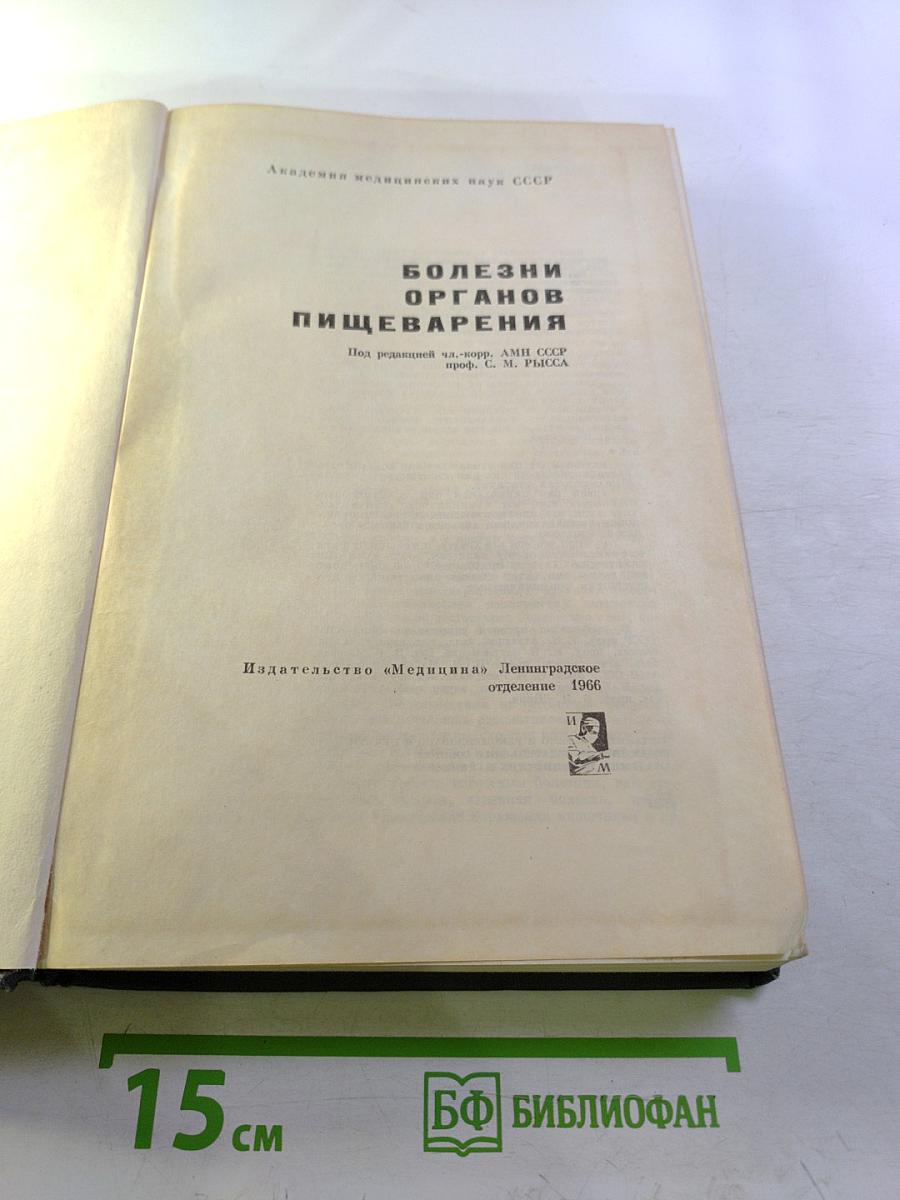 Академия медицинских наук СССР
БОЛЕЗНИ
ОРГАНОВ
ПИЩЕВАРЕНИЯ
Под редакцией чл.-корр. АМН СССР
проф. С. М. РЫССА
Издательство «Медицина» Ленинградское
отделение 1966
И
М
15 см
БФ БИБЛИОФАН